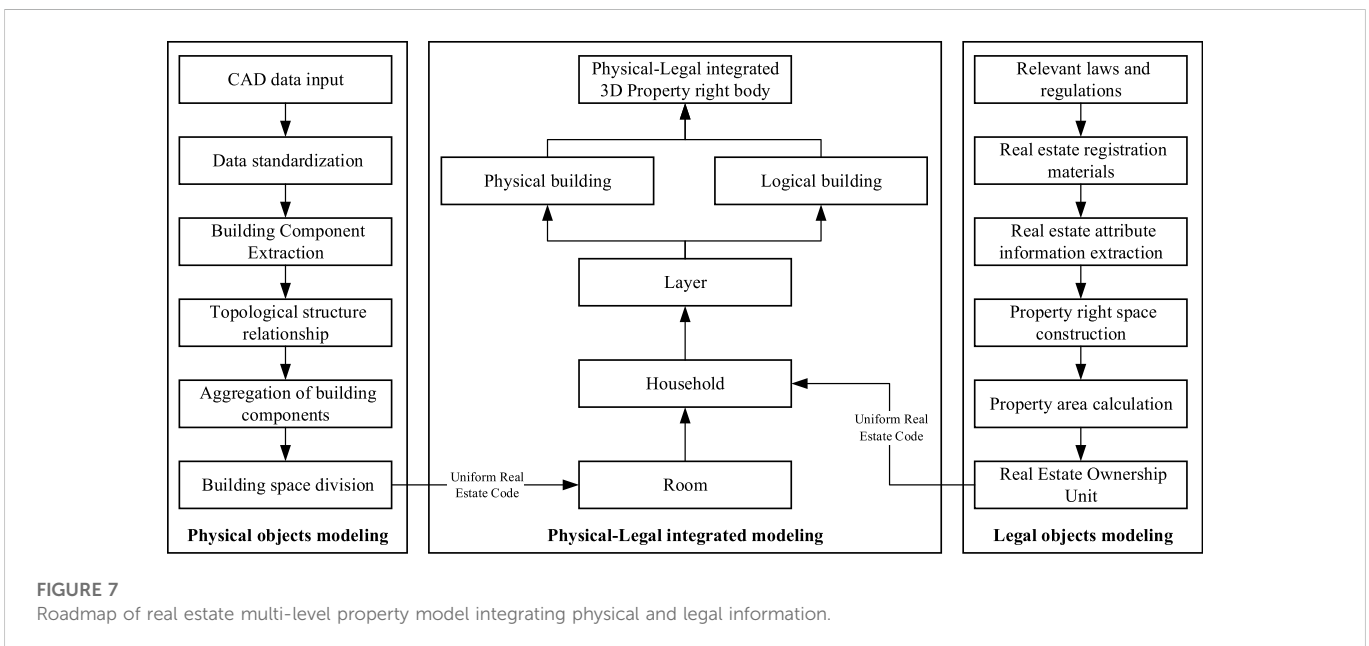 CAD data input
Data standardization
Building Component
Extraction
Topological structure
relationship
Aggregation of building
components
Building space division
Physical objects modeling
Uniform Real
Estate Code
Physical-Legal integrated
3D Property right body
Physical building
Logical building
Layer
Household
Room
Physical-Legal integrated modeling
Uniform Real
Estate Code
Relevant laws and
regulations
Real estate registration
materials
Real estate attribute
information extraction
Property right space
construction
Property area calculation
Real Estate Ownership
Unit
Legal objects modeling
FIGURE 7
Roadmap of real estate multi-level property model integrating physical and legal information.